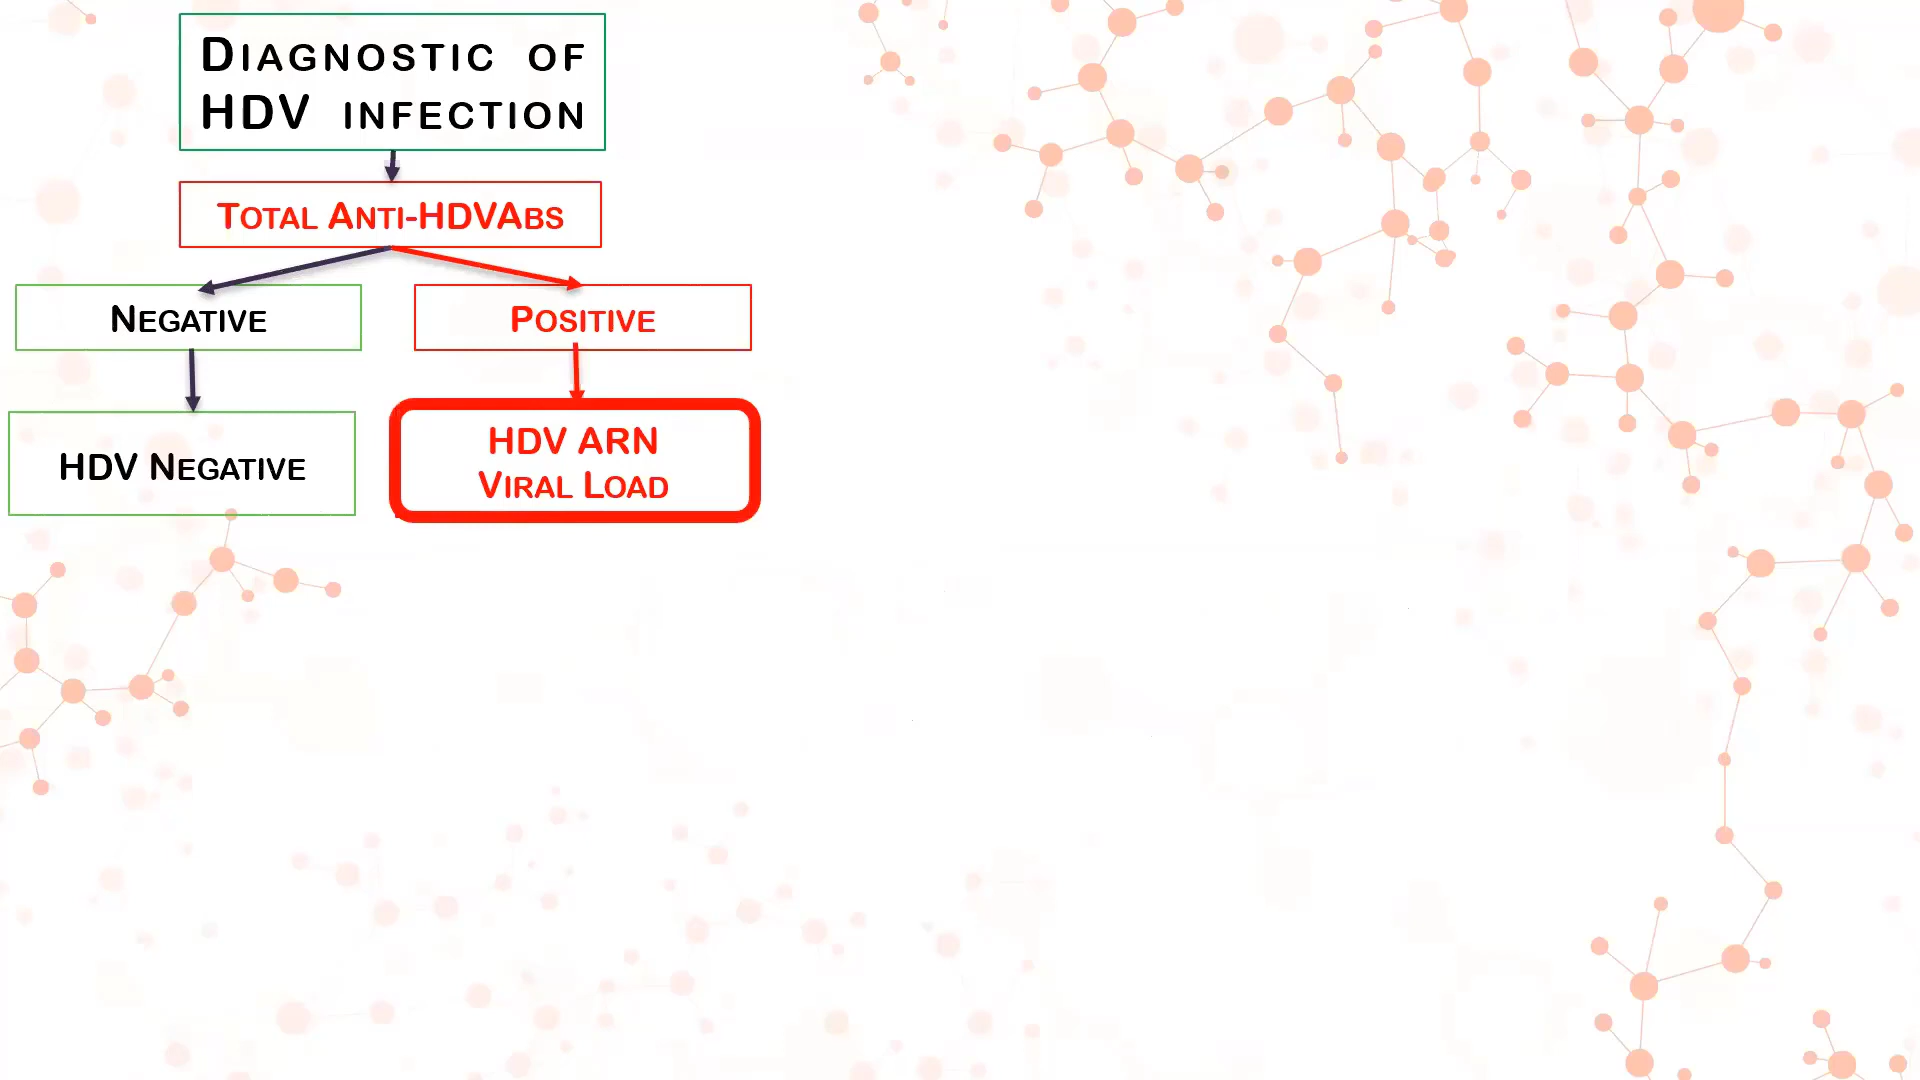 Diagnostic of
HDV infection
Total Anti-HDVAbs
Negative
Positive
HDV Negative
HDV ARN
Viral Load